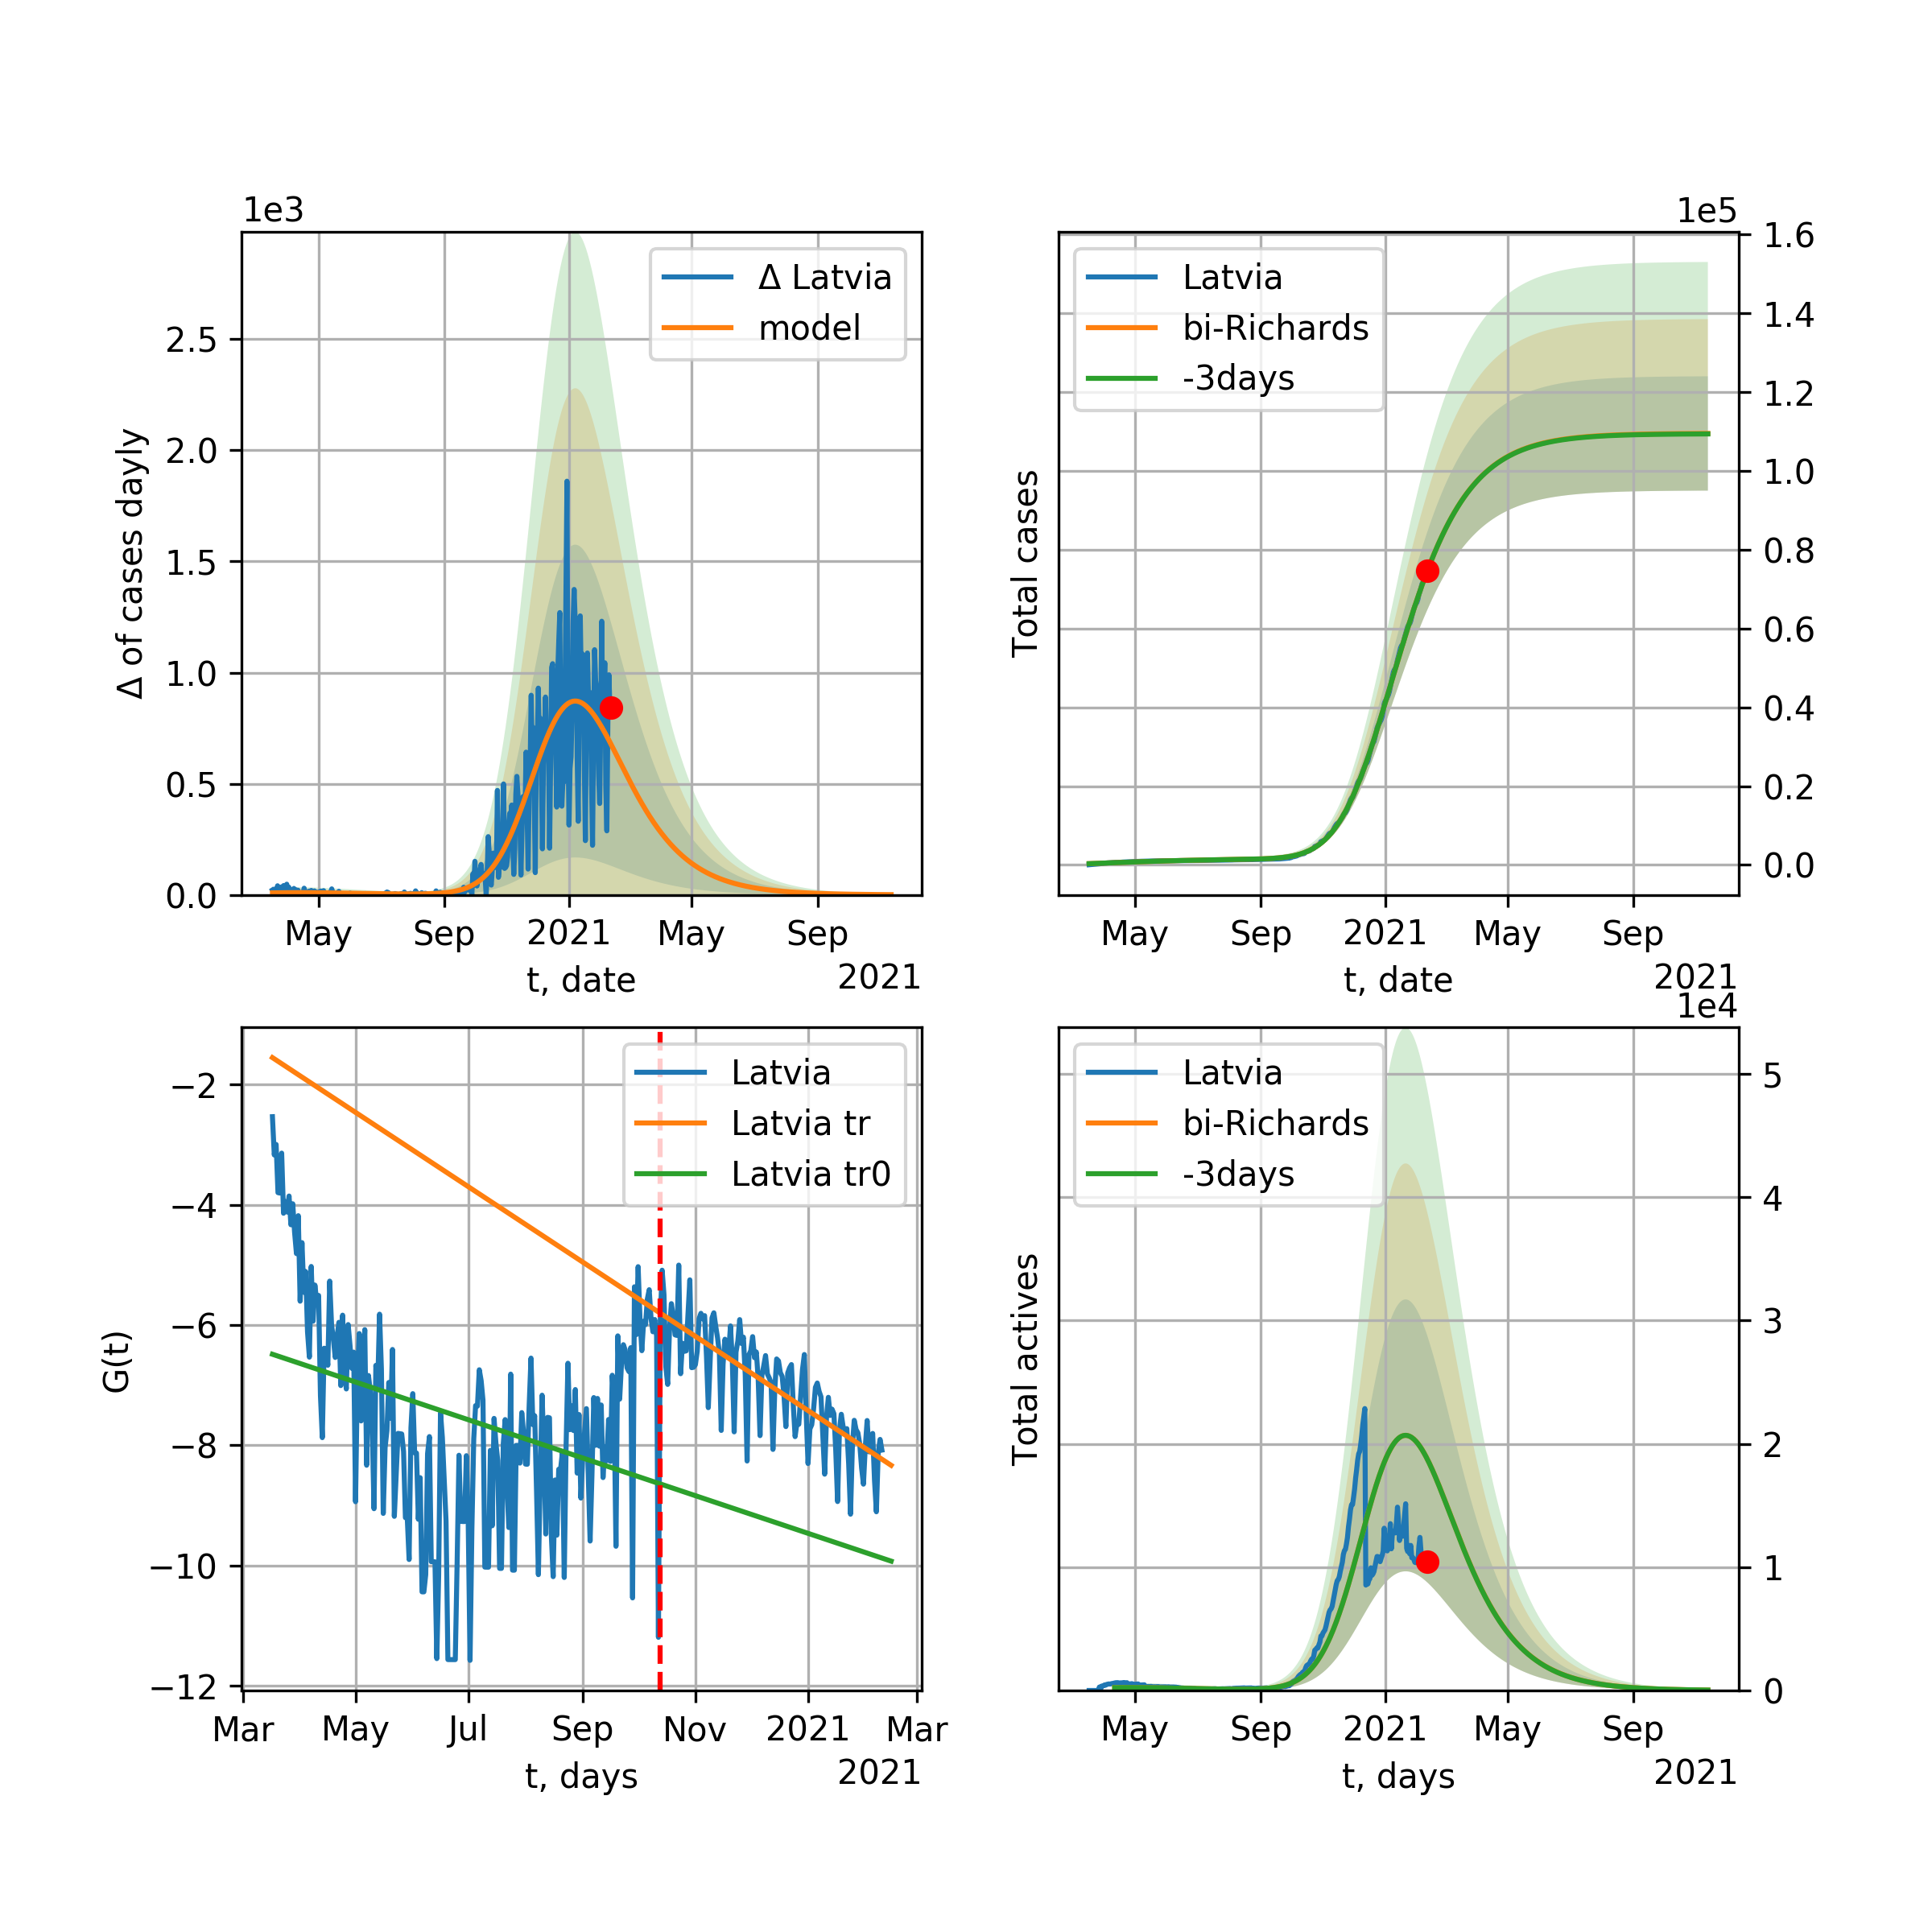 1e3
Δ of cases dayly
2.5
2.0
1.5
1.0
0.5
0.0
Δ Latvia
model
May Sep 2021 May Sep
t, date
2021
1e5
Total cases
Latvia
bi-Richards
-3days
1.6
1.4
1.2
1.0
0.8
0.6
0.4
0.2
0.0
May Sep 2021 May Sep
t, date
2021
G(t)
−2
−4
−6
−8
−10
−12
Latvia
Latvia tr
Latvia tr0
Mar May Jul Sep Nov 2021 Mar
t, days
2021
1e4
Total actives
Latvia
bi-Richards
-3days
5
4
3
2
1
0
May Sep 2021 May Sep
t, days
2021